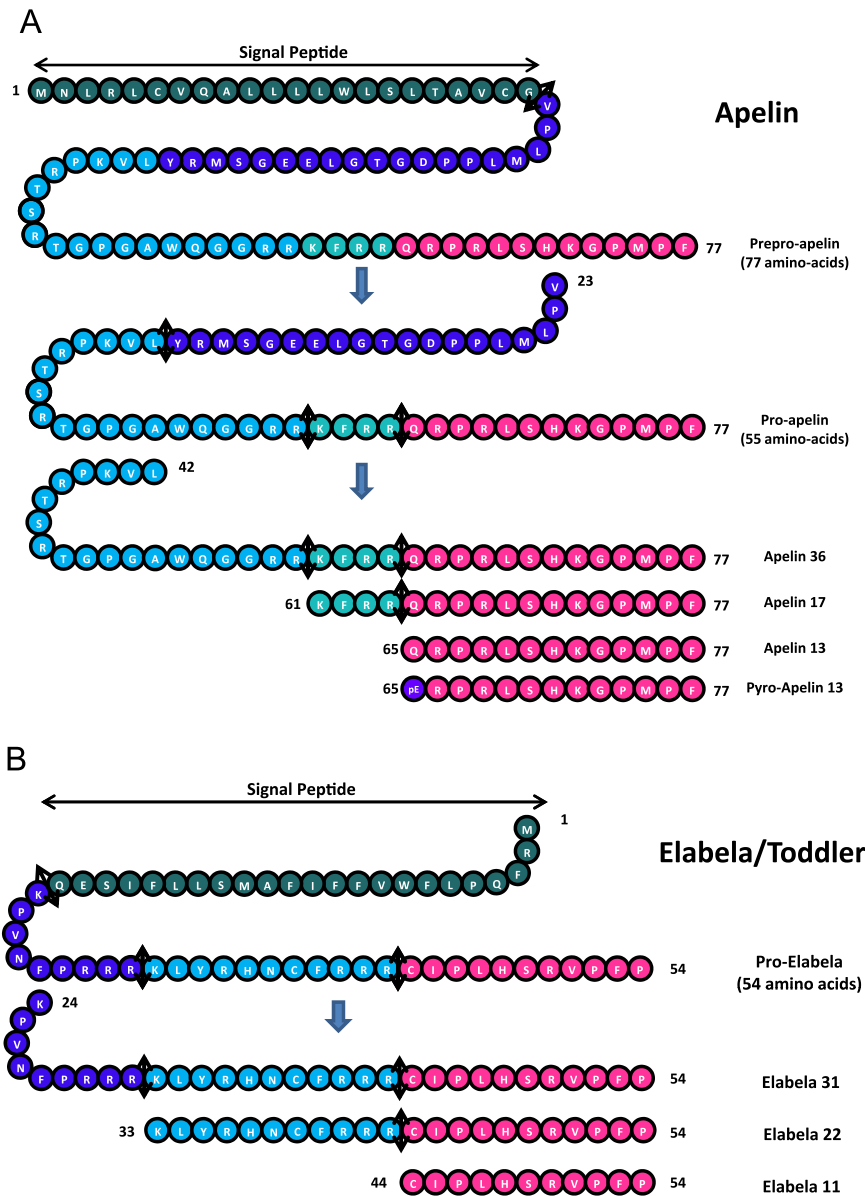 A
Signal Peptide
1 M N L R L C V Q A L L L L W L S L T A V C G
Apelin
V
P
L
R P K V L Y R M S G E E L G T G D P P L M
T
S
R
T G P G A W Q G G R R K F R R Q R P R L S H K G P M P F 77
Prepro-apelin
(77 amino-acids)
V 23
P
L
R P K V L Y R M S G E E L G T G D P P L M
T
S
R
T G P G A W Q G G R R K F R R Q R P R L S H K G P M P F 77
Pro-apelin
(55 amino-acids)
R P K V L 42
T
S
R
T G P G A W Q G G R R K F R R Q R P R L S H K G P M P F 77 Apelin 36
61 K F R R Q R P R L S H K G P M P F 77 Apelin 17
65 Q R P R L S H K G P M P F 77 Apelin 13
65 pE R P R L S H K G P M P F 77 Pyro-Apelin 13
B
Signal Peptide
M 1
R
F
Elabela/Toddler
K Q E S I F L L S M A F I F F V W F L P Q
P
V
N
F P R R R K L Y R H N C F R R R C I P L H S R V P F P 54
Pro-Elabela
(54 amino acids)
K 24
P
V
N
F P R R R K L Y R H N C F R R R C I P L H S R V P F P 54 Elabela 31
33 K L Y R H N C F R R R C I P L H S R V P F P 54 Elabela 22
44 C I P L H S R V P F P 54 Elabela 11